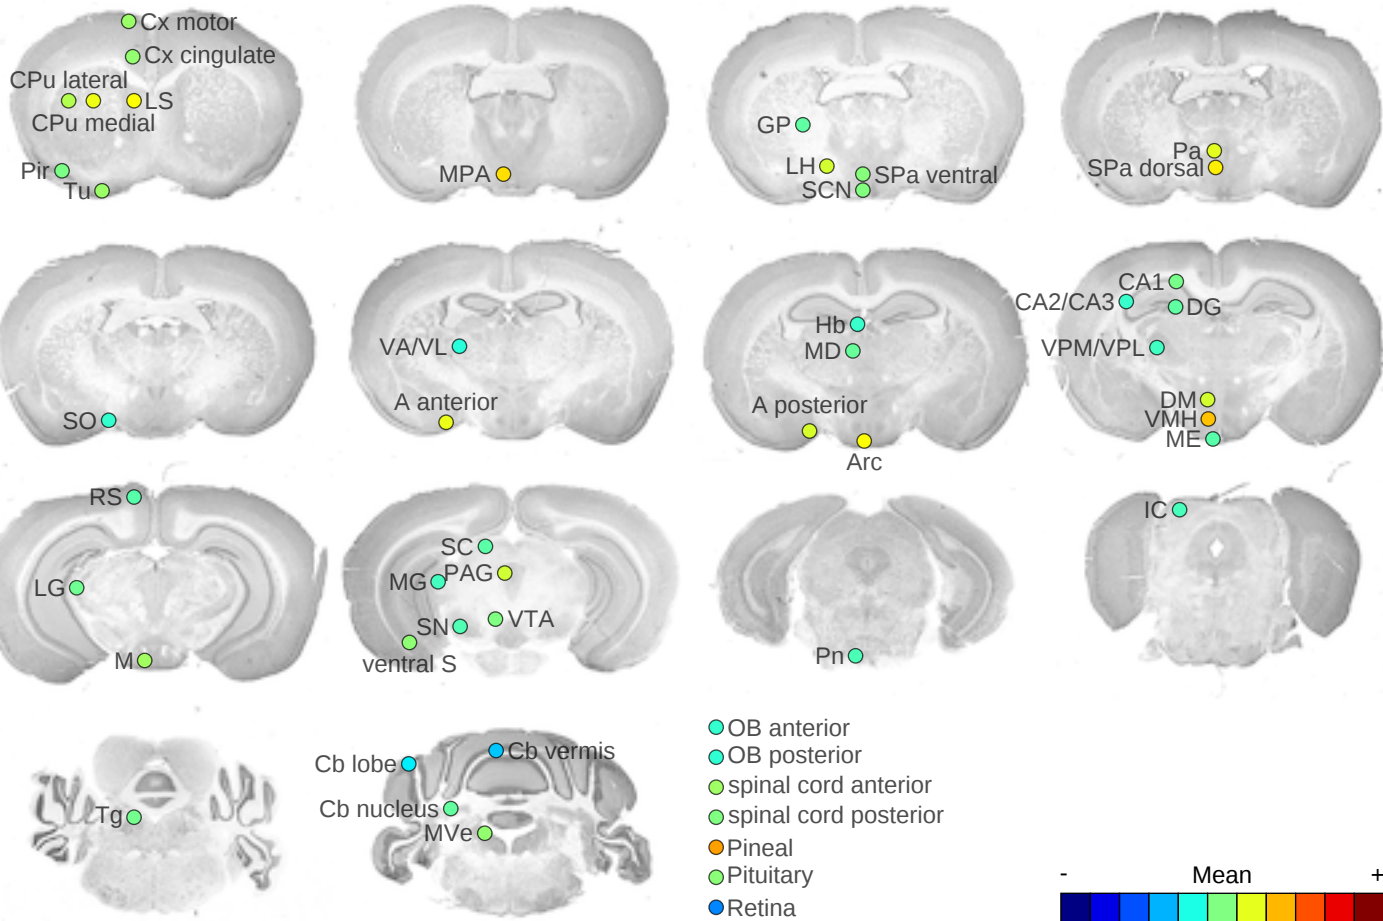 Cx motor
Cx cingulate
CPu lateral
LS
CPu medial
Pir
Tu
MPA
GP
LH
SPa ventral
SCN
Pa
SPa dorsal
SO
VA/VL
A anterior
Hb
MD
A posterior
Arc
CA1
CA2/CA3
DG
VPM/VPL
DM
VMH
ME
RS
LG
M
SC
MG
PAG
SN
VTA
ventral S
Pn
IC
Tg
Cb lobe
Cb vermis
Cb nucleus
MVe
OB anterior
OB posterior
spinal cord anterior
spinal cord posterior
Pineal
Pituitary
Retina
- Mean +